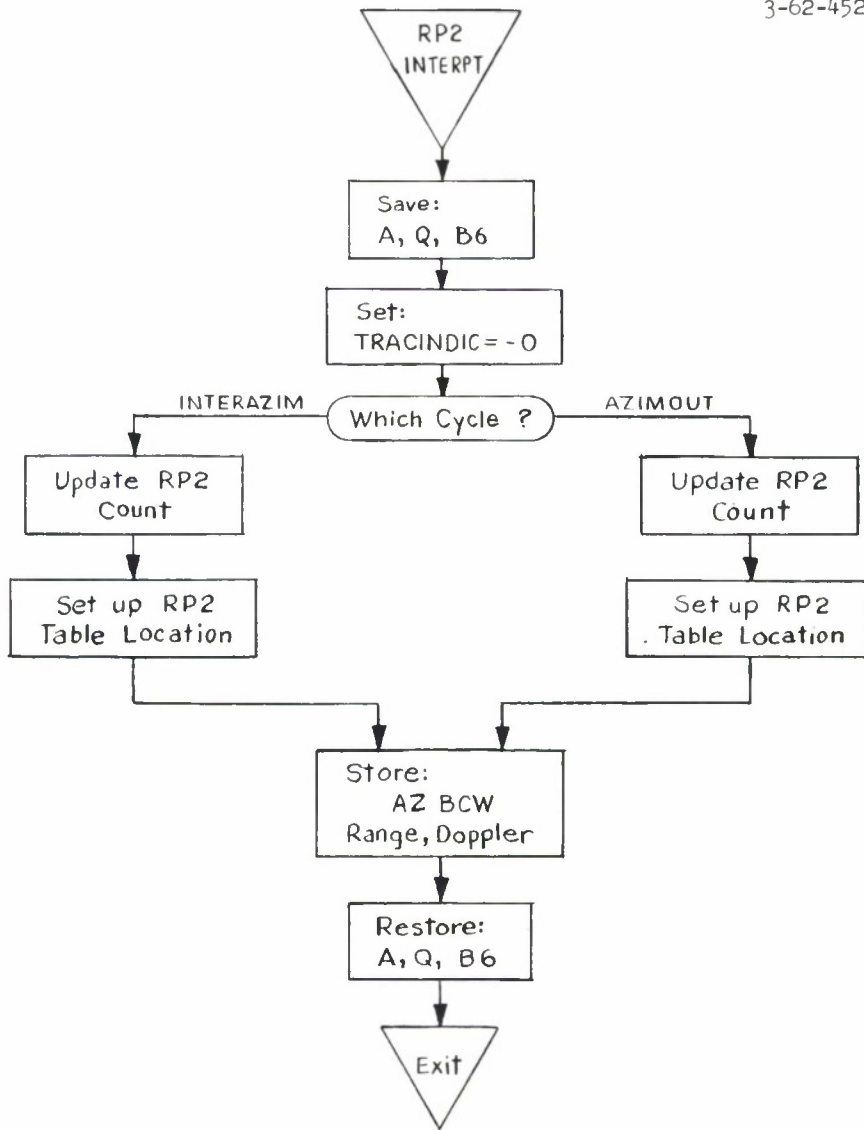 3-62-452
RP2
INTERPT
Save:
A, Q, B6
Set:
TRACINDIC = - 0
INTERAZIM
Which Cycle ?
AZIMOUT
Update RP2
Count
Update RP2
Count
Set up RP2
Table Location
Set up RP2
. Table Location
Store:
AZ BCW
Range, Doppler
Restore:
A, Q, B6
Exit